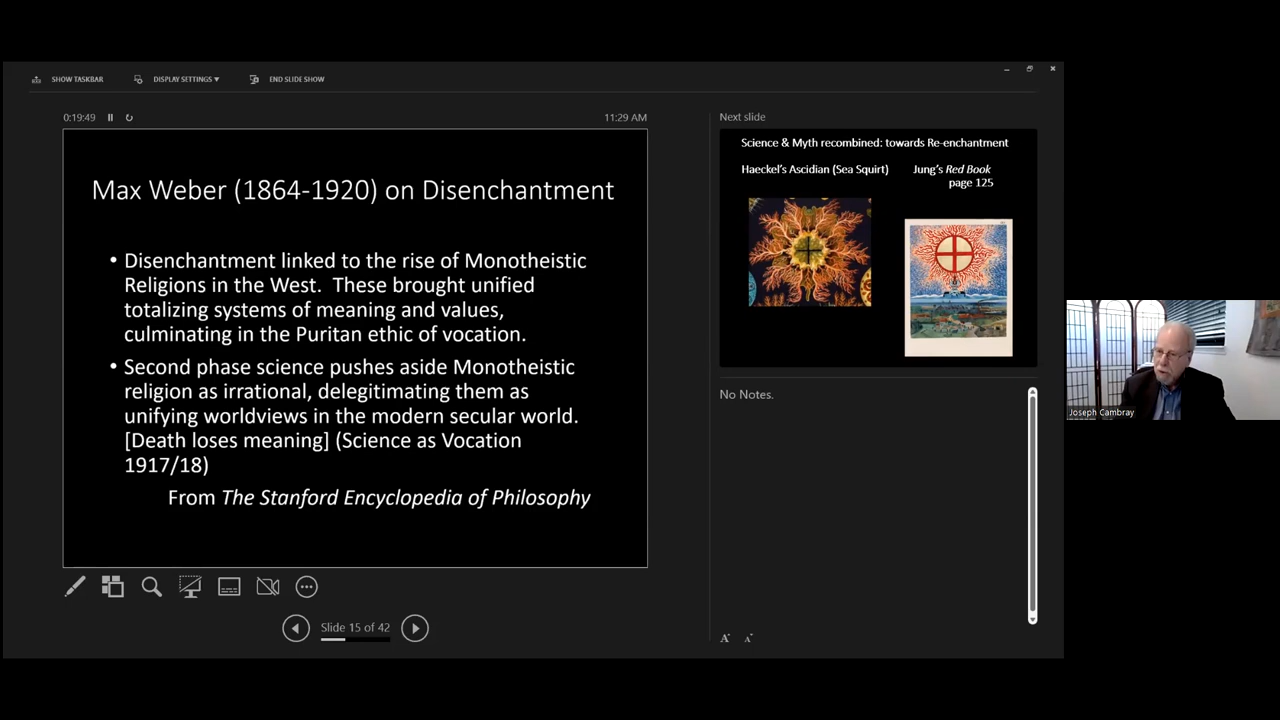 SHOW TASKBAR
DISPLAY SETTINGS
END SLIDE SHOW
0:19:49
11:29 AM
Max Weber (1864-1920) on Disenchantment
• Disenchantment linked to the rise of Monotheistic
Religions in the West. These brought unified
totalizing systems of meaning and values,
culminating in the Puritan ethic of vocation.
• Second phase science pushes aside Monotheistic
religion as irrational, delegitimating them as
unifying worldviews in the modern secular world.
[Death loses meaning] (Science as Vocation
1917/18)
From The Stanford Encyclopedia of Philosophy
Slide 15 of 42
Next slide
Science & Myth recombined: towards Re-enchantment
Haeckel's Ascidian (Sea Squirt)
Jung's Red Book
page 125
No Notes.
A
A
Joseph Cambray